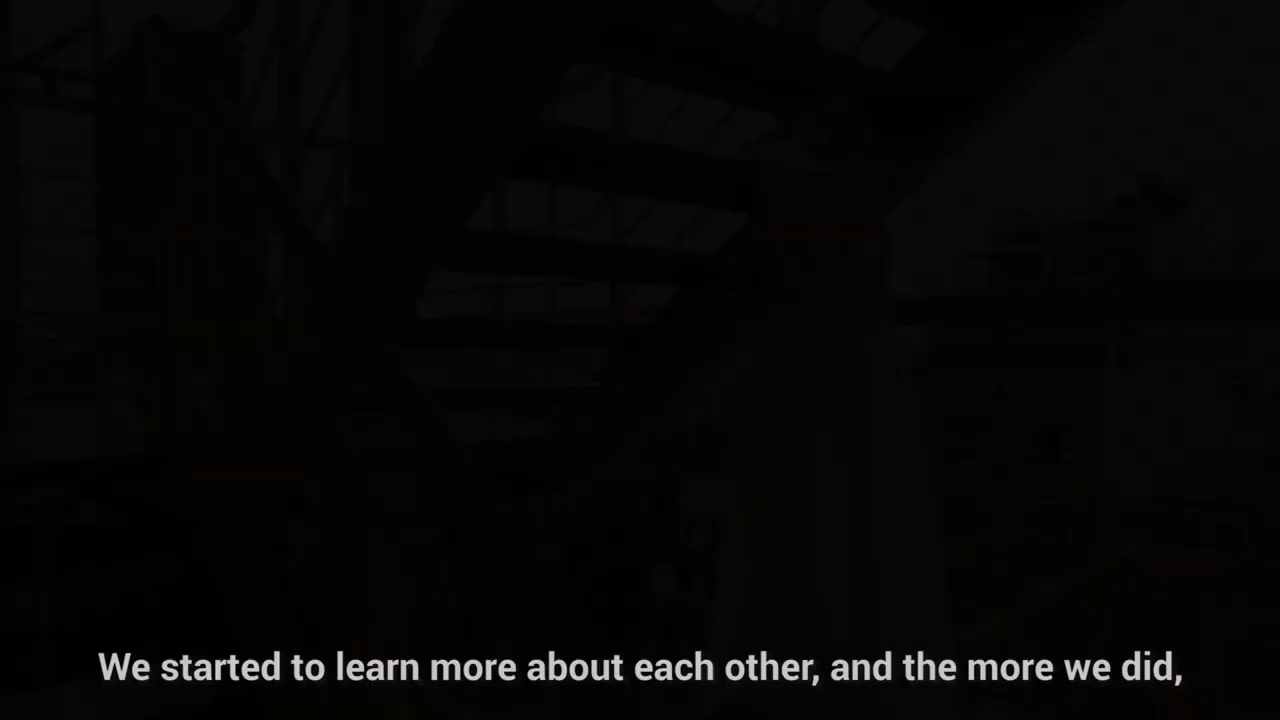 We started to learn more about each other, and the more we did,